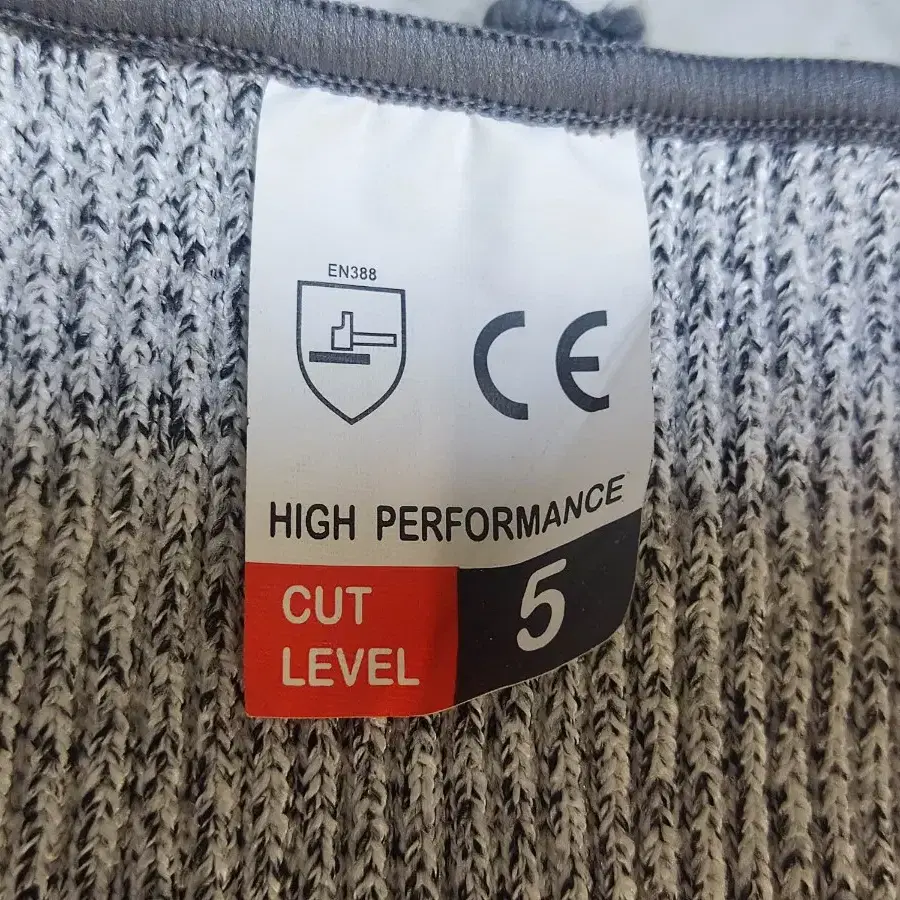 EN388
CE
HIGH PERFORMANCE
CUT
LEVEL
5